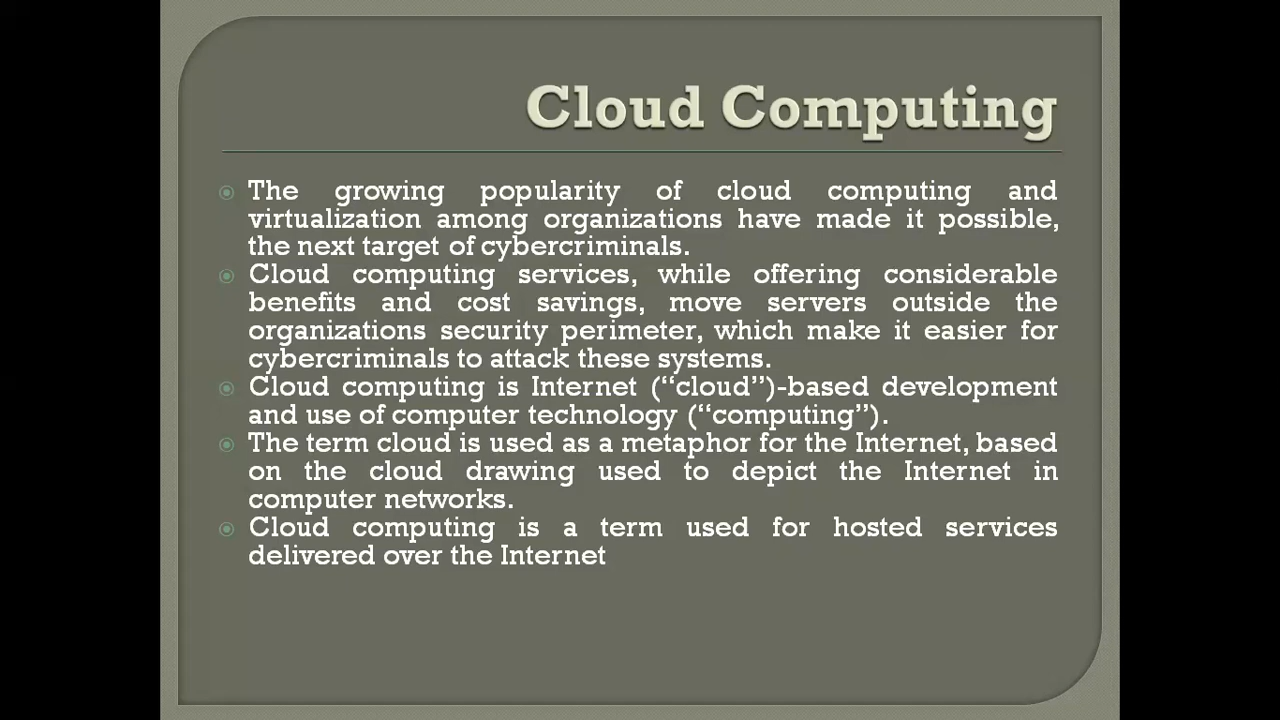 Cloud Computing
The growing popularity of cloud computing and
virtualization among organizations have made it possible,
the next target of cybercriminals.
Cloud computing services, while offering considerable
benefits and cost savings, move servers outside the
organizations security perimeter, which make it easier for
cybercriminals to attack these systems.
Cloud computing is Internet (“cloud”)-based development
and use of computer technology (“computing”).
The term cloud is used as a metaphor for the Internet, based
on the cloud drawing used to depict the Internet in
computer networks.
Cloud computing is a term used for hosted services
delivered over the Internet